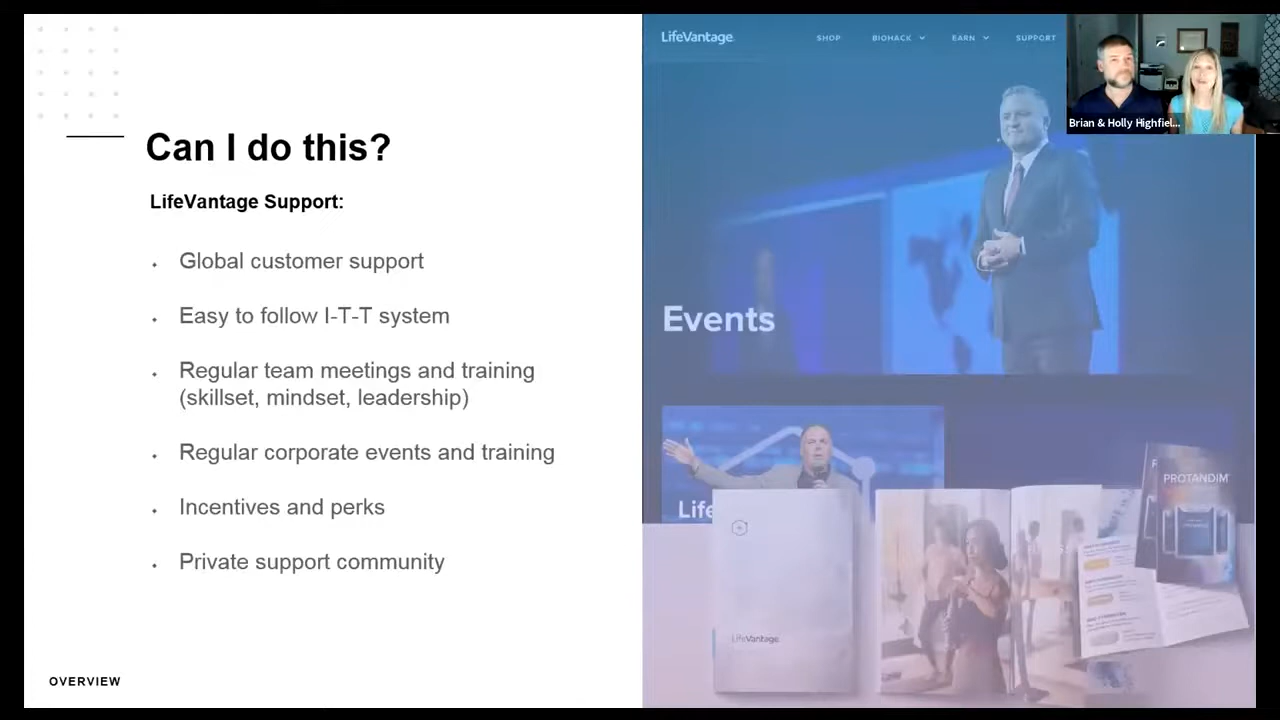 LifeVantage
SHOP
BIOHACK
EARN
SUPPORT
Brian & Holly Highfiel...
Can I do this?
LifeVantage Support:
Global customer support
Easy to follow I-T-T system
Regular team meetings and training
(skillset, mindset, leadership)
Regular corporate events and training
Incentives and perks
Private support community
OVERVIEW
Events
Life
PROTANDIM
LifeVantage